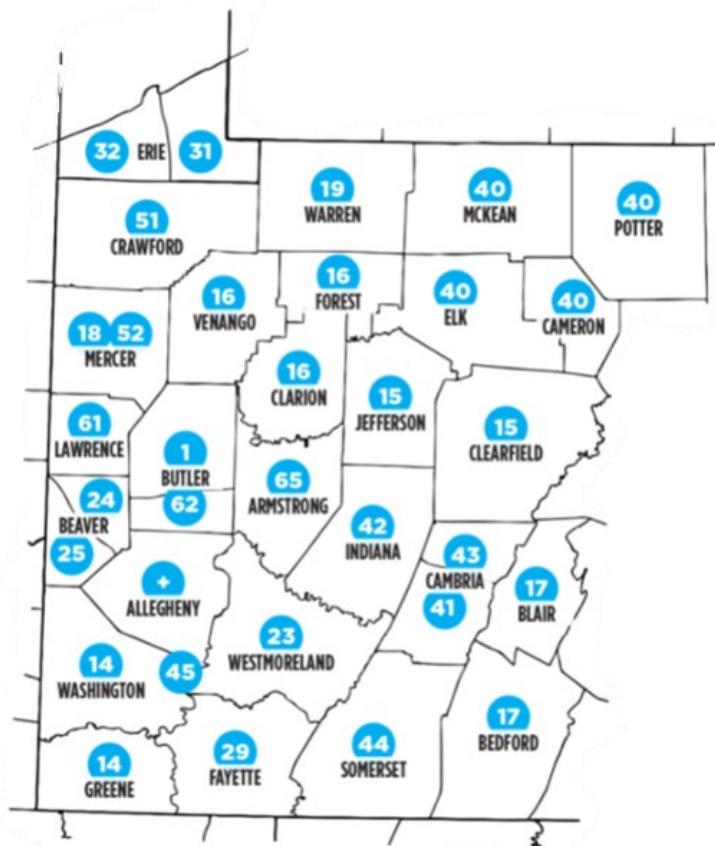 32 ERIE 31
19
WARREN
40
MCKEAN
40
POTTER
51
CRAWFORD
16
VENANGO
16
FOREST
40
ELK
40
CAMERON
18 52
MERCER
16
CLARION
15
JEFFERSON
15
CLEARFIELD
61
LAWRENCE
1
BUTLER
62
65
ARMSTRONG
24
BEAVER
25
42
INDIANA
43
CAMBRIA
41
17
BLAIR
+
ALLEGHENY
23
WESTMORELAND
14
WASHINGTON
45
17
BEDFORD
14
GREENE
29
FAYETTE
44
SOMERSET